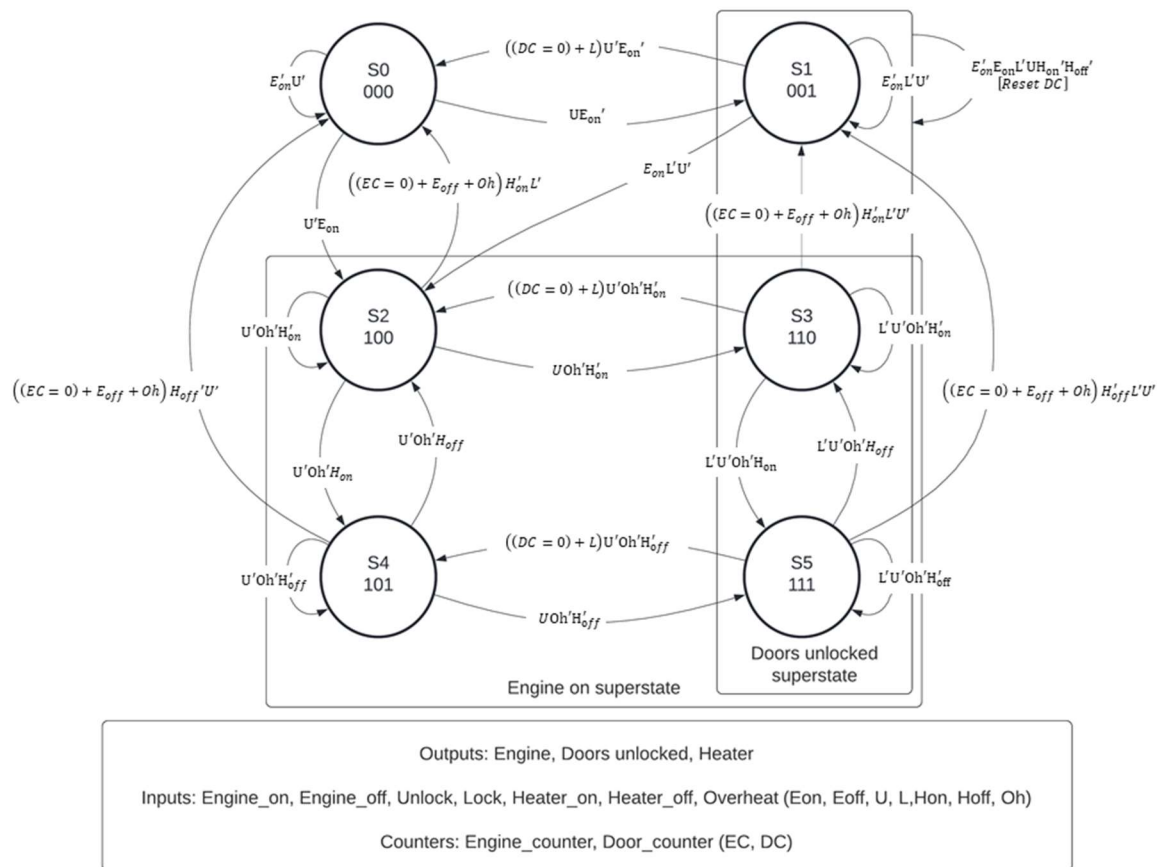 ((DC = 0) + L)U′Eon′
S0
000
S1
001
E′onU′
E′onL′U′
E′onEonL′UHon′Hoff′
[Reset DC]
UEon′
EonL′U′
((EC = 0) + Eoff + Oh) H′onL′
((EC = 0) + Eoff + Oh) H′onL′U′
U′Eon
((DC = 0) + L)U′Oh′H′on
S2
100
S3
110
U′Oh′H′on
L′U′Oh′H′on
UOh′H′on
((EC = 0) + Eoff + Oh) Hoff′U′
((EC = 0) + Eoff + Oh) H′offL′U′
U′Oh′Hoff
L′U′Oh′Hoff
U′Oh′Hon
L′U′Oh′Hon
((DC = 0) + L)U′Oh′H′off
S4
101
S5
111
U′Oh′H′off
L′U′Oh′H′off
UOh′H′off
Doors unlocked
superstate
Engine on superstate
Outputs: Engine, Doors unlocked, Heater
Inputs: Engine_on, Engine_off, Unlock, Lock, Heater_on, Heater_off, Overheat (Eon, Eoff, U, L,Hon, Hoff, Oh)
Counters: Engine_counter, Door_counter (EC, DC)